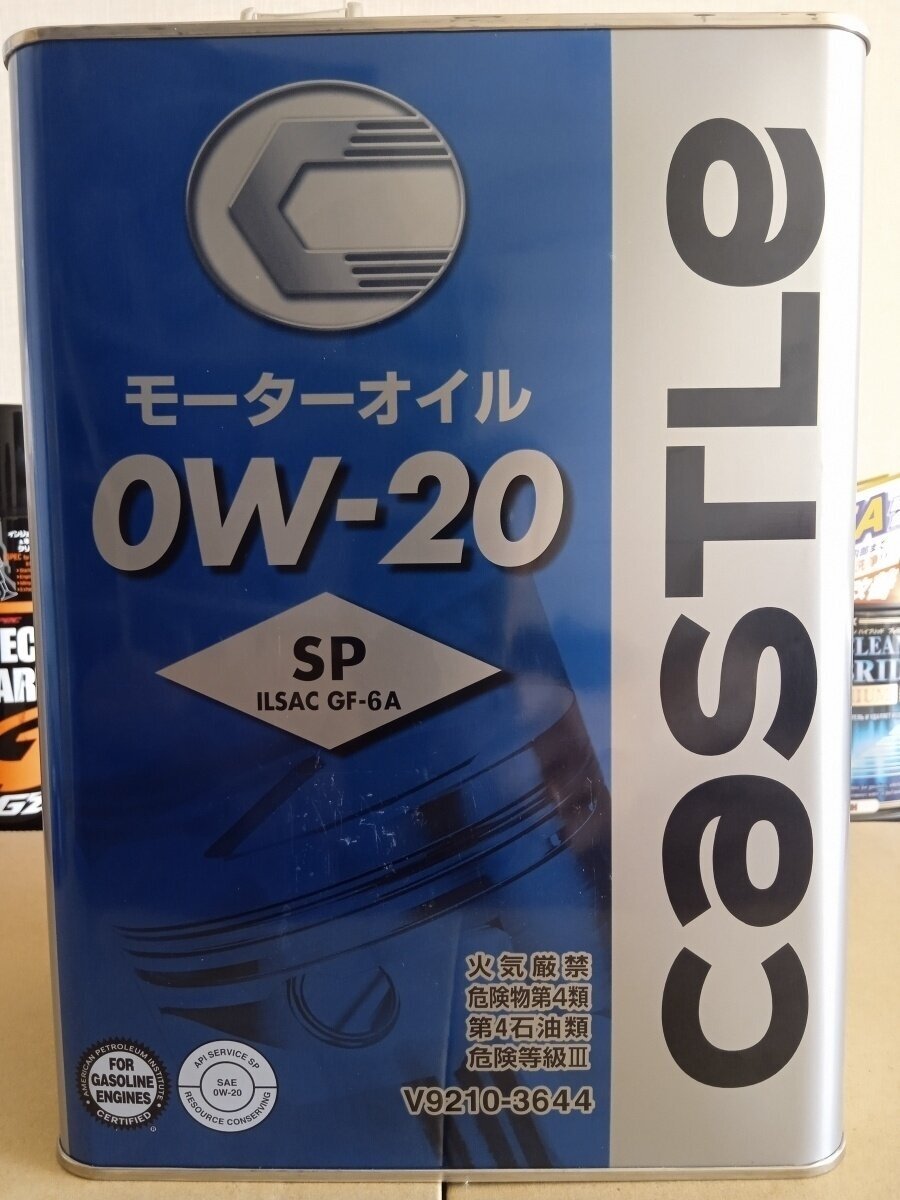 モーターオイル
0W-20
SP
ILSAC GF-6A
caSTLe
火気厳禁
危険物第4類
第4石油類
危険等級Ⅲ
V9210-3644
AMERICAN PETROLEUM INSTITUTE
FOR
GASOLINE
ENGINES
CERTIFIED
API SERVICE SP
SAE
0W-20
RESOURCE CONSERVING